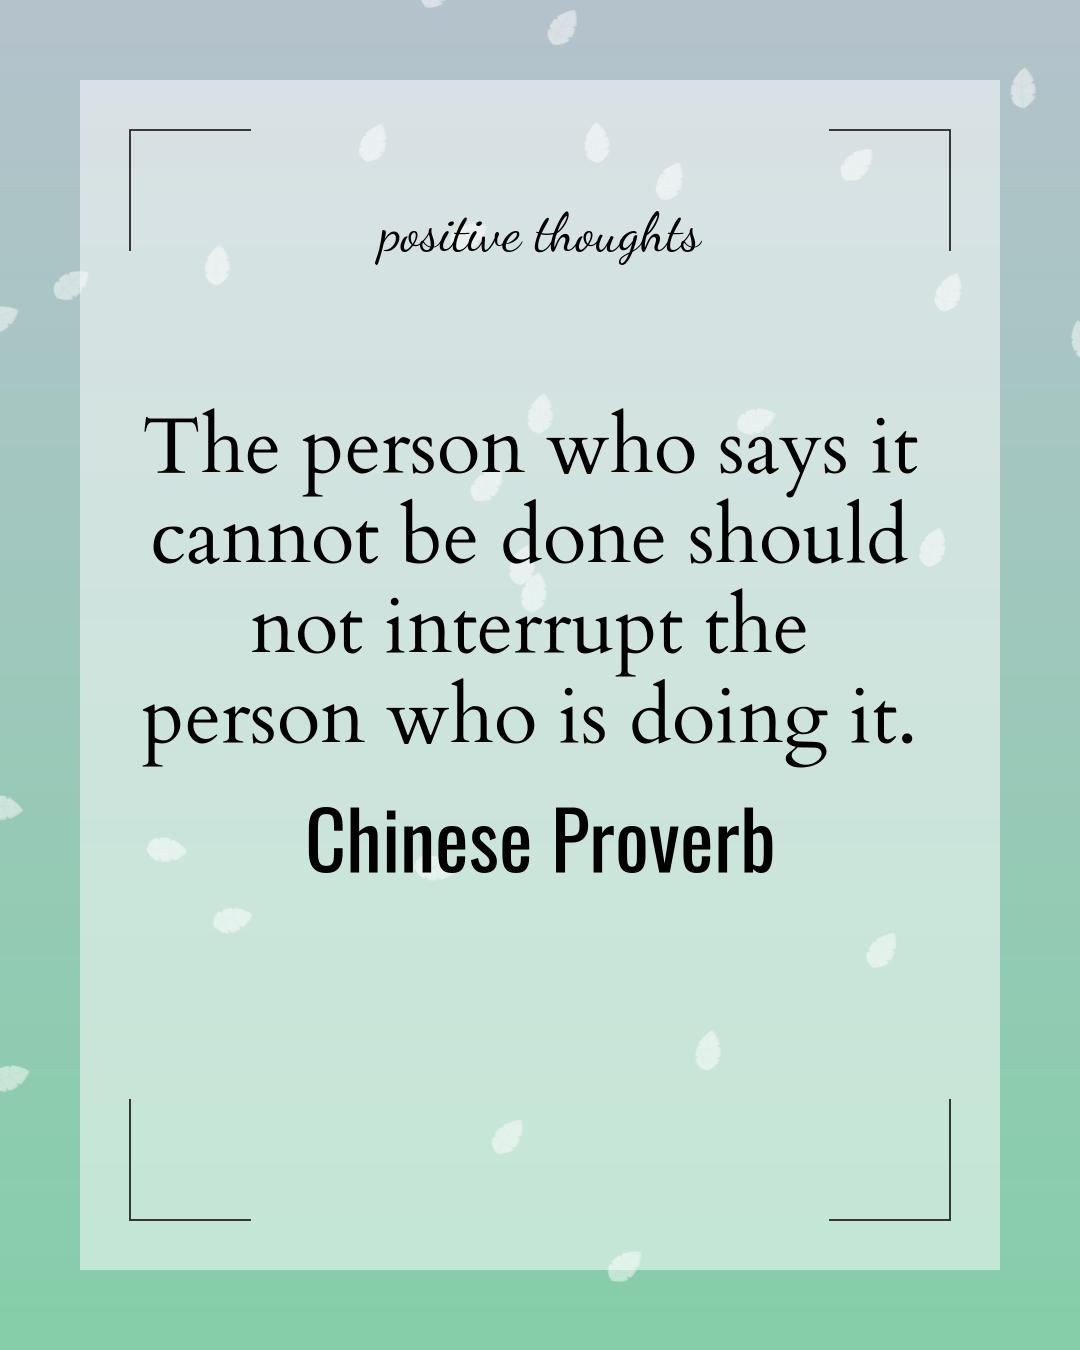 positive thoughts
The person who says it
cannot be done should
not interrupt the
person who is doing it.
Chinese Proverb